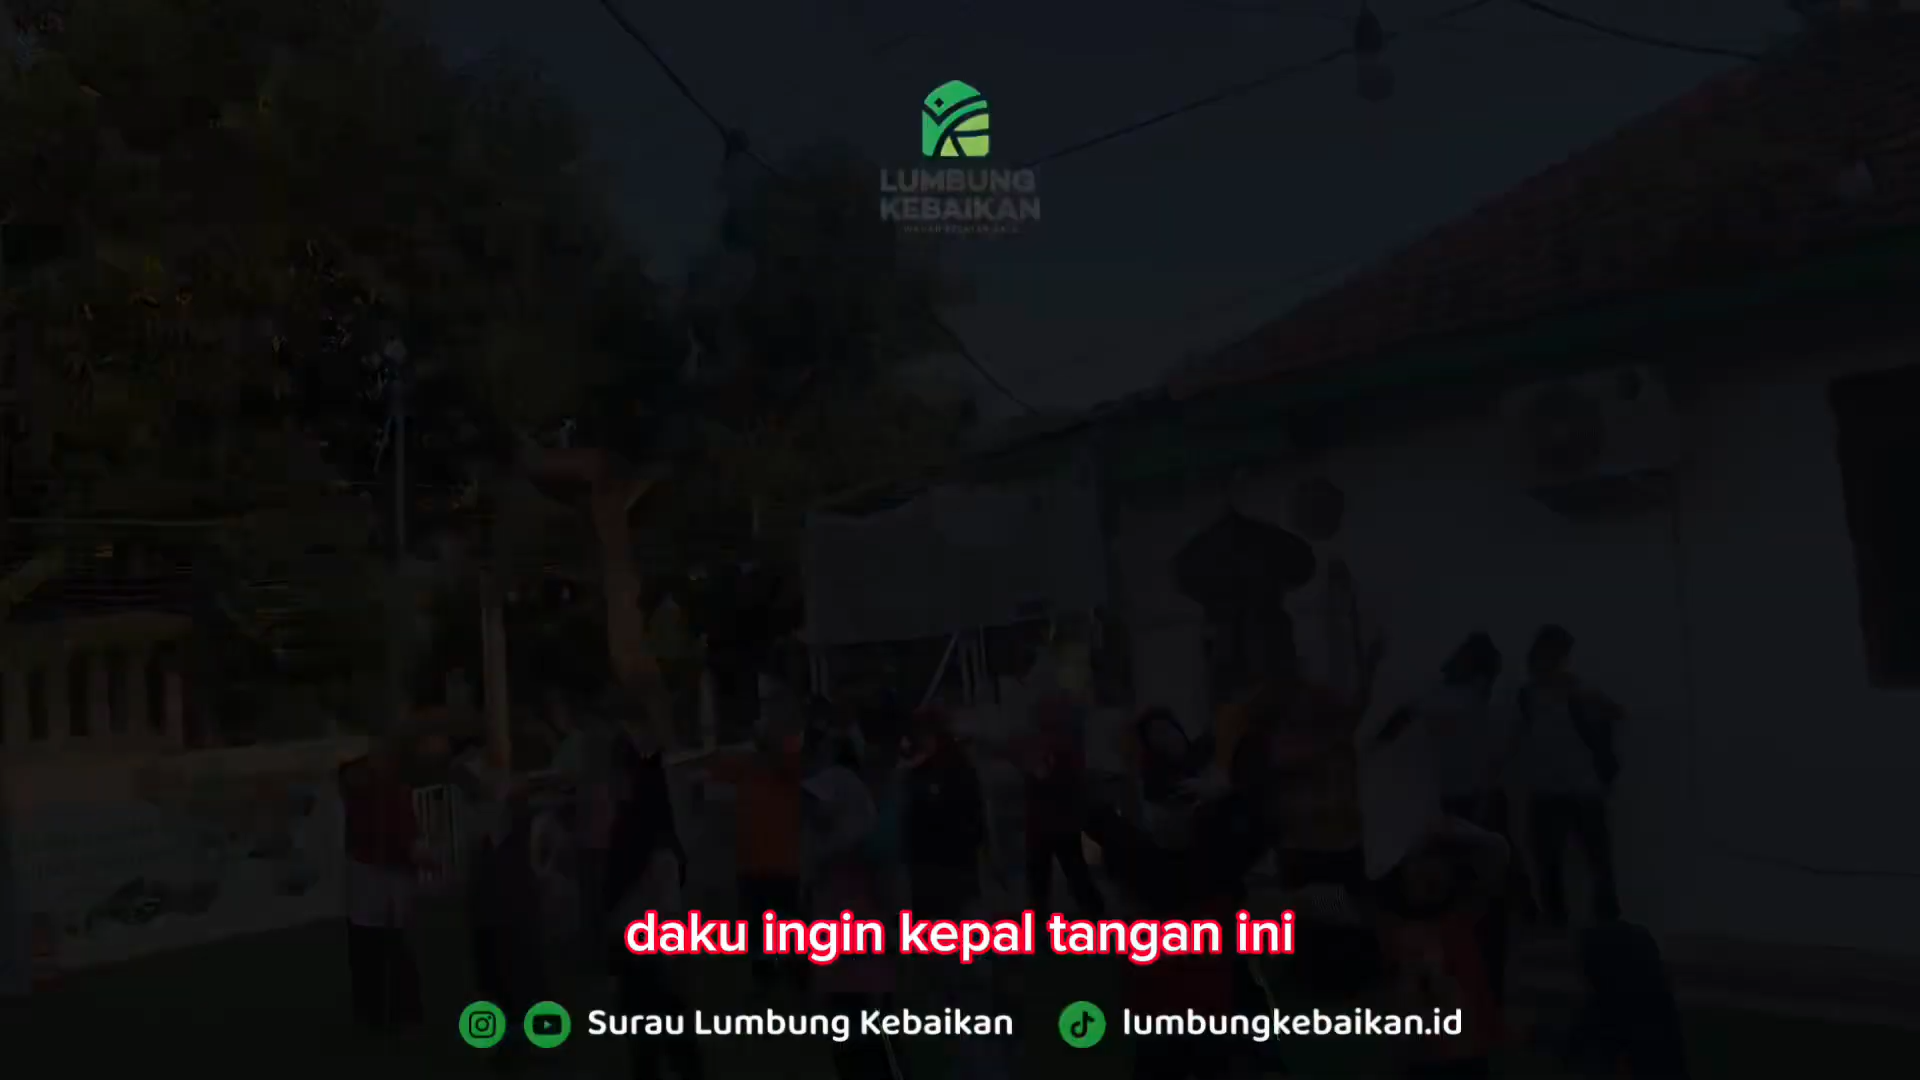 LUMBUNG
KEBAIKAN
daku ingin kepal tangan ini
Surau Lumbung Kebaikan
lumbungkebaikan.id